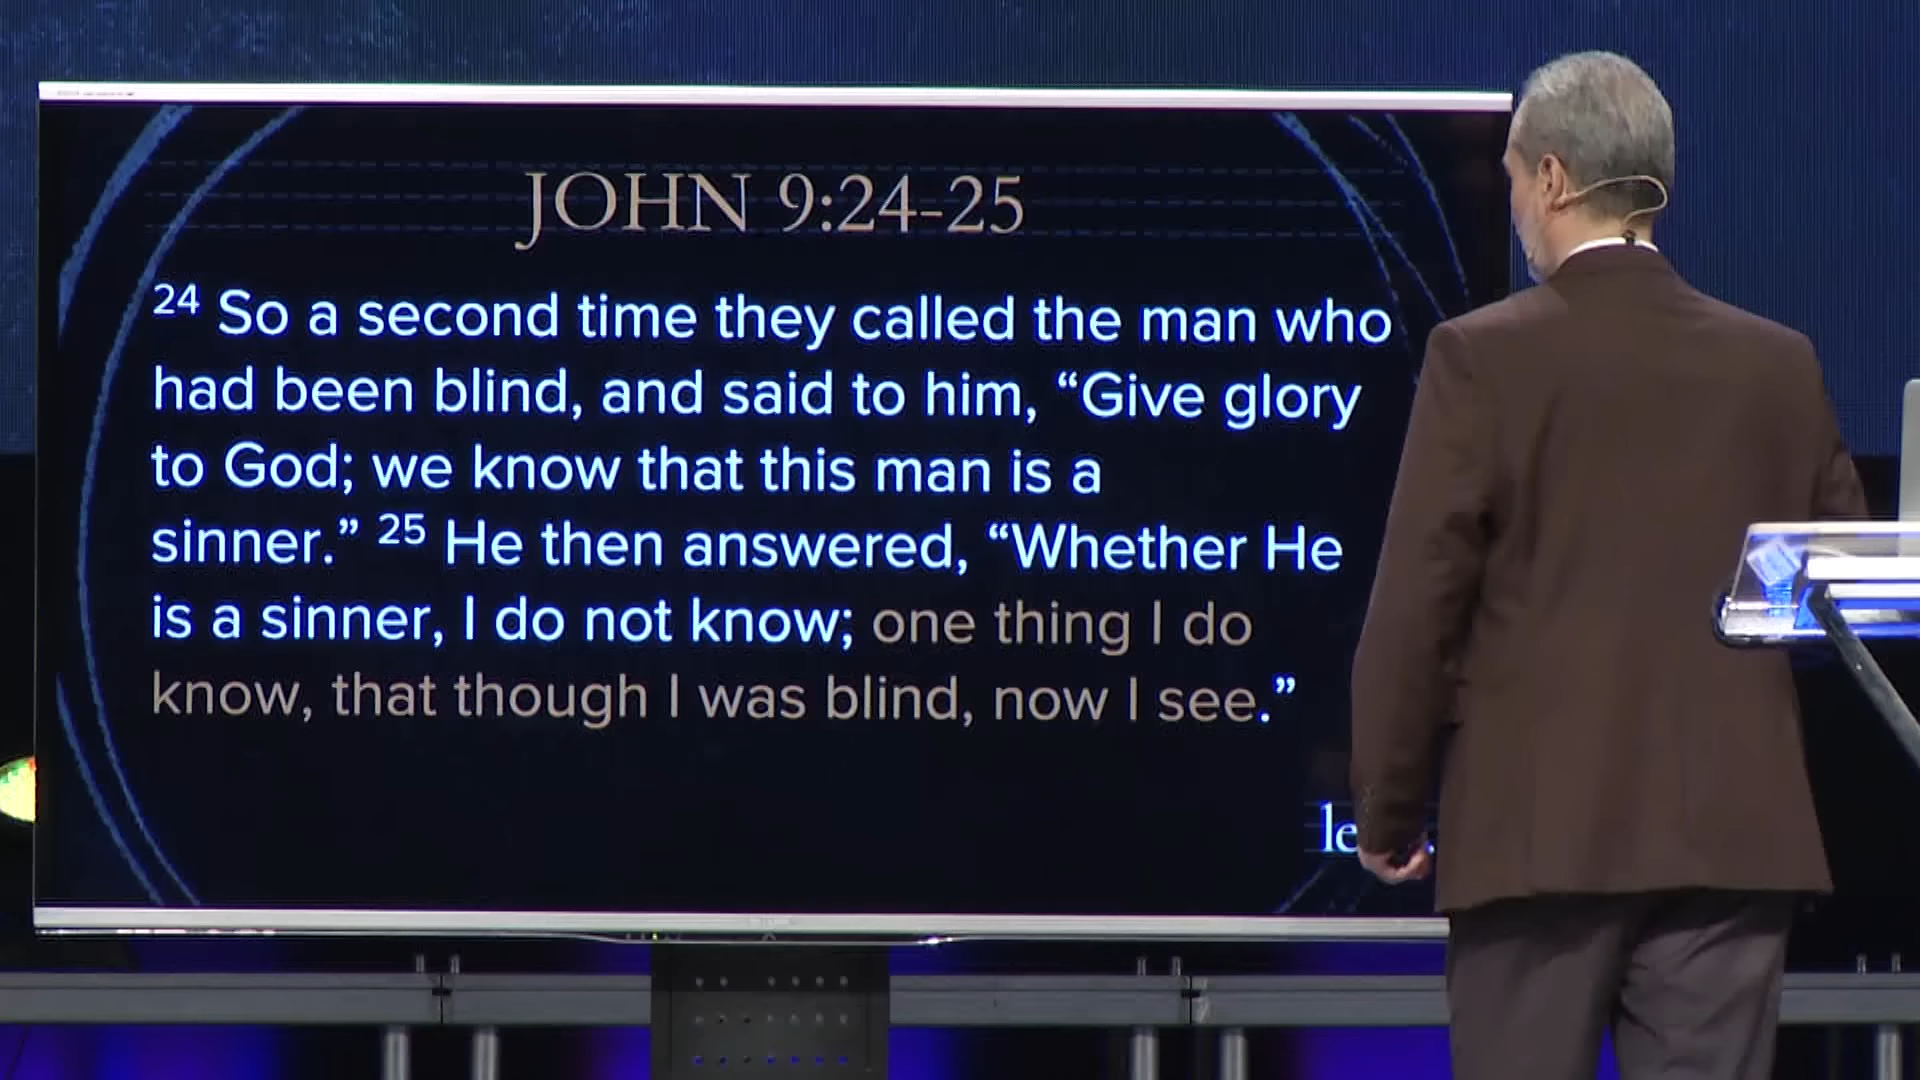 JOHN 9:24-25
24 So a second time they called the man who
had been blind, and said to him, “Give glory
to God; we know that this man is a
sinner.” 25 He then answered, “Whether He
is a sinner, I do not know; one thing I do
know, that though I was blind, now I see.”